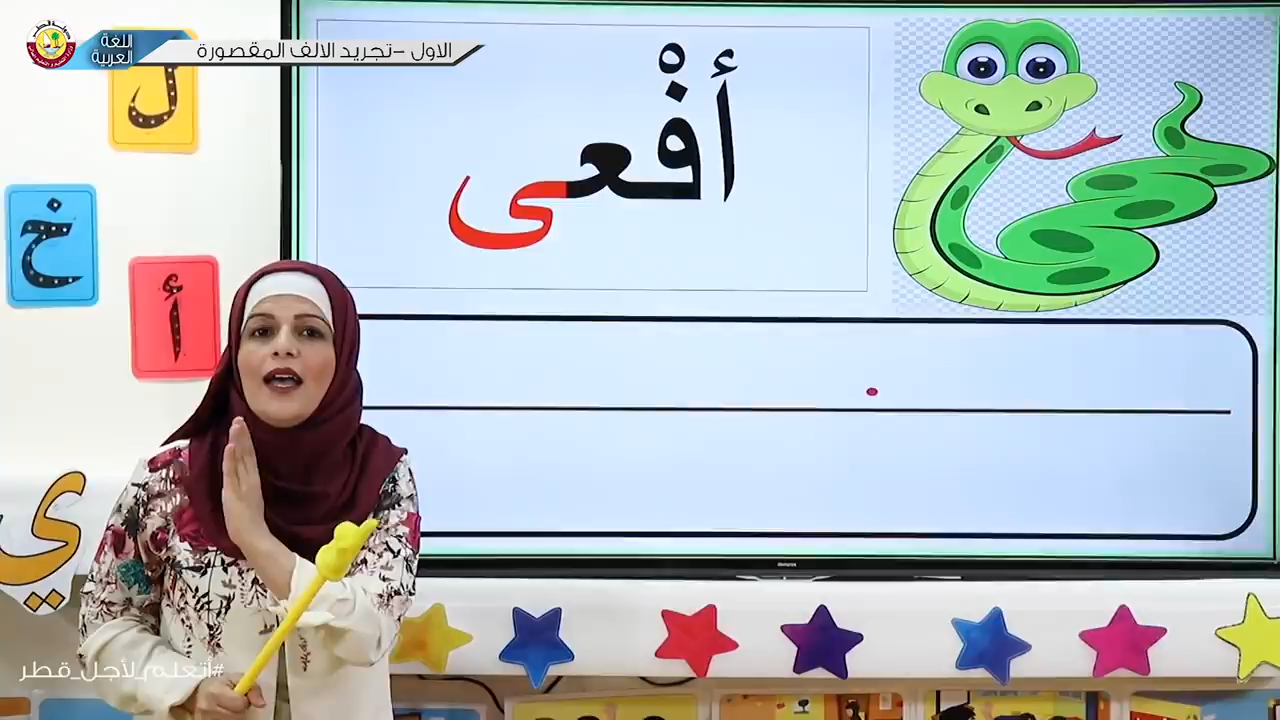 اللغة
العربية
الاول -تجريد الالف المقصورة
أفْعى
ل
خ
أ
ي
#أتعلم_لأجل_قطر